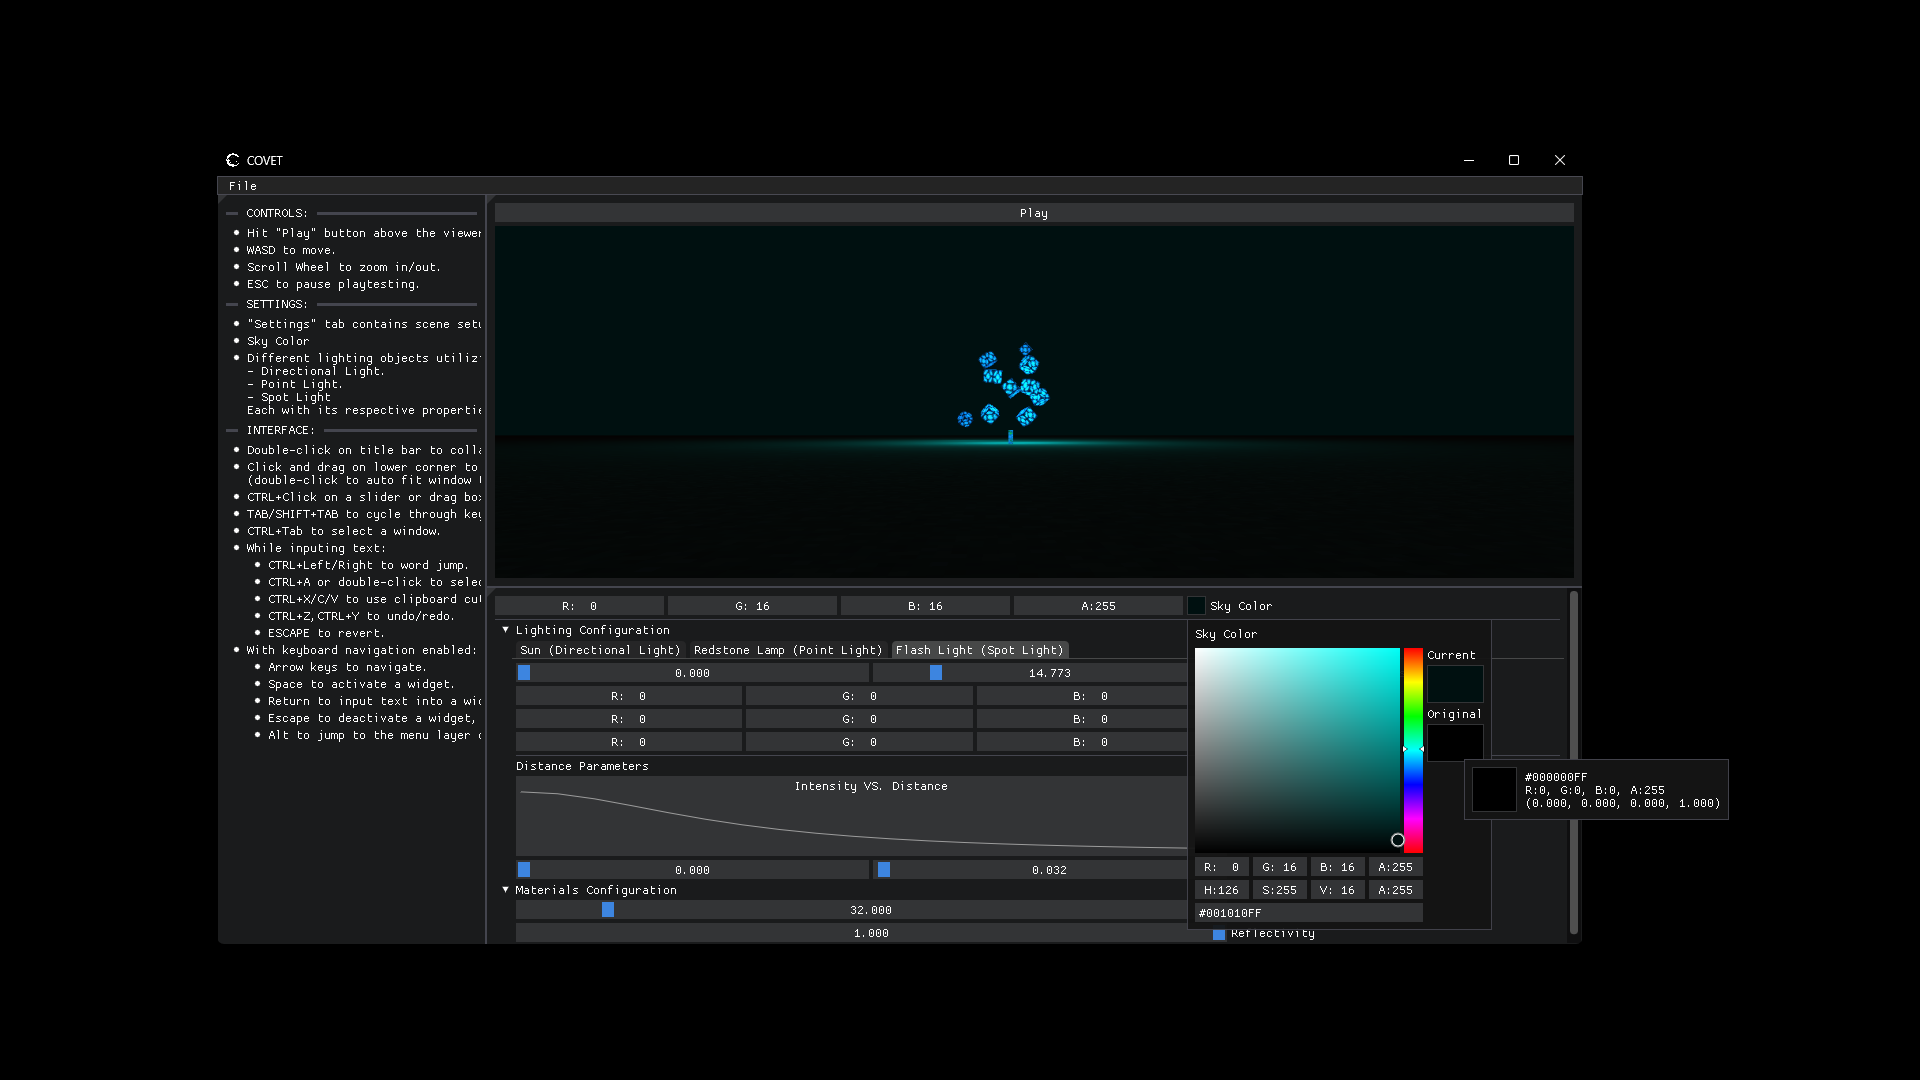 COVET
File
CONTROLS:
Hit "Play" button above the viewer
WASD to move.
Scroll Wheel to zoom in/out.
ESC to pause playtesting.
SETTINGS:
"Settings" tab contains scene
Sky Color
Different lighting objects
- Directional Light.
- Point Light.
- Spot Light
Each with its respective
INTERFACE:
Double-click on title bar to
Click and drag on lower corner to
(double-click to auto fit window
CTRL+Click on a slider or drag
TAB/SHIFT+TAB to cycle through
CTRL+Tab to select a window.
While inputing text:
CTRL+Left/Right to word jump.
CTRL+A or double-click to
CTRL+X/C/V to use clipboard
CTRL+Z,CTRL+Y to undo/redo.
ESCAPE to revert.
With keyboard navigation enabled:
Arrow keys to navigate.
Space to activate a widget.
Return to input text into a
Escape to deactivate a widget,
Alt to jump to the menu layer
Play
R: 0 G: 16 B: 16 A:255 Sky Color
Lighting Configuration
Sun (Directional Light) Redstone Lamp (Point Light) Flash Light (Spot Light)
0.000 14.773
R: 0 G: 0 B: 0
R: 0 G: 0 B: 0
R: 0 G: 0 B: 0
Distance Parameters
Intensity VS. Distance
0.000 0.032
Materials Configuration
32.000
1.000 Reflectivity
Sky Color
Current
Original
R: 0 G: 16 B: 16 A:255
H:126 S:255 V: 16 A:255
#001010FF
#000000FF
R:0, G:0, B:0, A:255
(0.000, 0.000, 0.000, 1.000)